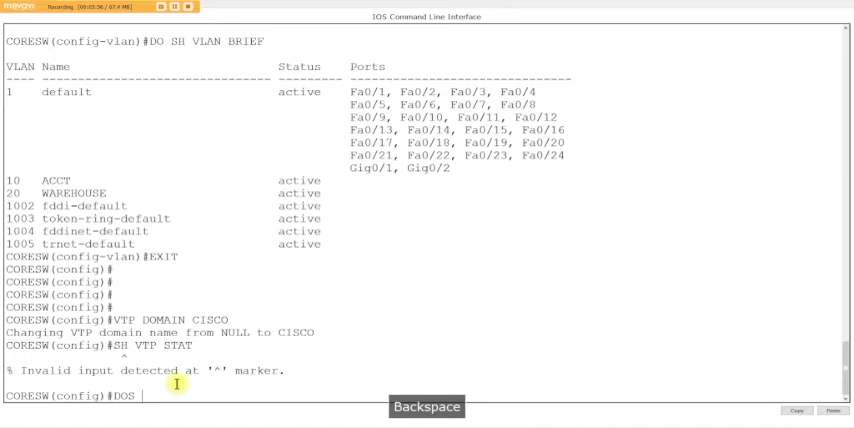 movavi Recording [00:03:56 / 67.4 MB]
IOS Command Line Interface
CORESW(config-vlan)#DO SH VLAN BRIEF
VLAN Name Status Ports
---- -------------------------------- --------- -------------------------------
1 default active Fa0/1, Fa0/2, Fa0/3, Fa0/4
Fa0/5, Fa0/6, Fa0/7, Fa0/8
Fa0/9, Fa0/10, Fa0/11, Fa0/12
Fa0/13, Fa0/14, Fa0/15, Fa0/16
Fa0/17, Fa0/18, Fa0/19, Fa0/20
Fa0/21, Fa0/22, Fa0/23, Fa0/24
Gig0/1, Gig0/2
10 ACCT active
20 WAREHOUSE active
1002 fddi-default active
1003 token-ring-default active
1004 fddinet-default active
1005 trnet-default active
CORESW(config-vlan)#EXIT
CORESW(config)#
CORESW(config)#
CORESW(config)#
CORESW(config)#
CORESW(config)#VTP DOMAIN CISCO
Changing VTP domain name from NULL to CISCO
CORESW(config)#SH VTP STAT
^
% Invalid input detected at '^' marker.
CORESW(config)#DOS
Backspace
Copy Paste